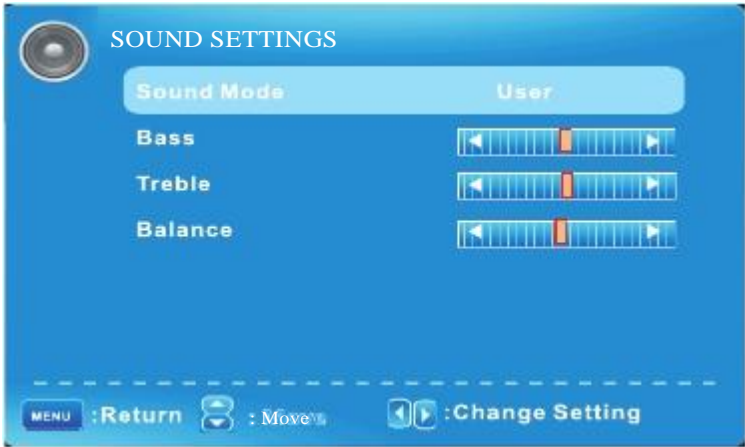 SOUND SETTINGS
Sound Mode User
Bass
Treble
Balance
MENU :Return : Move :Change Setting